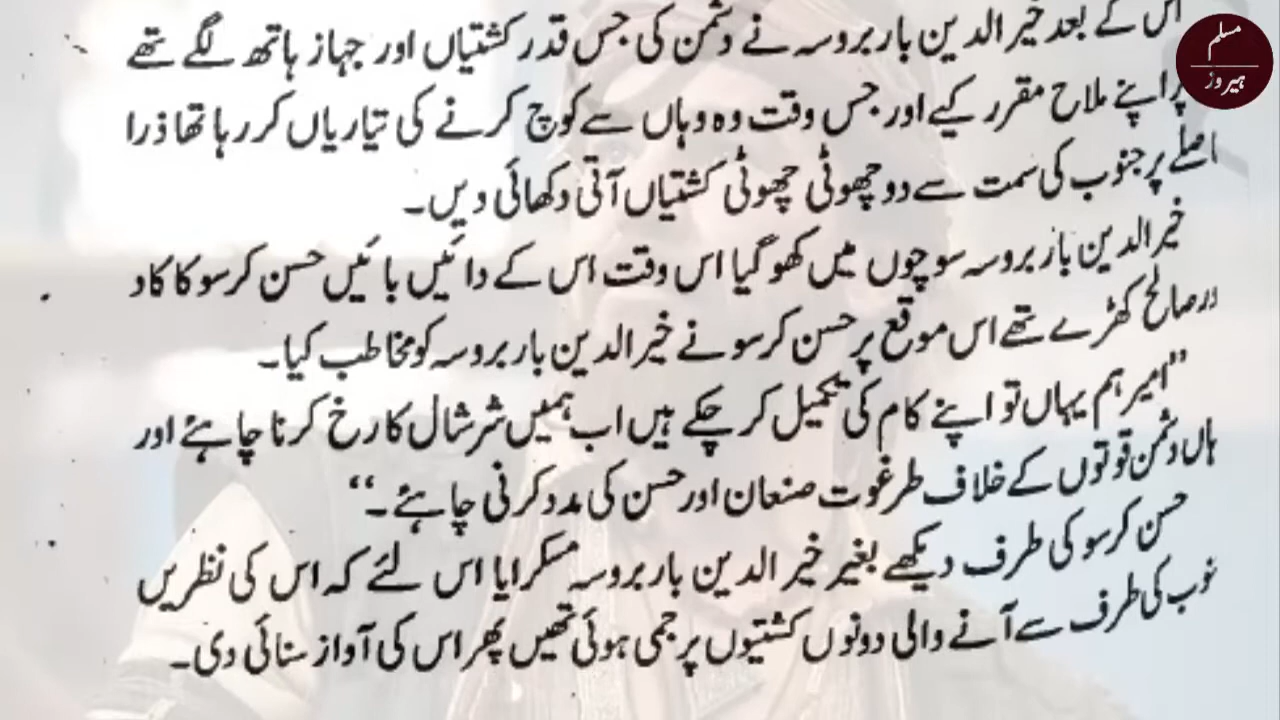 اس کے بعد خیر الدین باربروسہ نے دشمن کی جس قدر کشتیاں اور جہاز ہاتھ لگے تھے
پر اپنے ملاح مقرر کیے اور جس وقت وہ وہاں سے کوچ کرنے کی تیاریاں کر رہا تھا ذرا
اصلے پر جنوب کی سمت سے دو چھوٹی چھوٹی کشتیاں آتی دکھائی دیں۔
خیر الدین باربروسہ سوچوں میں کھو گیا اس وقت اس کے دائیں بائیں حسن کرسو کا کاد
ور صالح کھڑے تھے اس موقع پر حسن کرسو نے خیر الدین باربروسہ کو مخاطب کیا۔
”امیر ہم یہاں تو اپنے کام کی تکمیل کر چکے ہیں اب ہمیں شرشال کا رخ کرنا چاہئے اور
ہاں دشمن قوتوں کے خلاف طرغوت صنعان اور حسن کی مدد کرنی چاہئے۔“
حسن کرسو کی طرف دیکھے بغیر خیر الدین باربروسہ مسکرایا اس لئے کہ اس کی نظریں
نوب کی طرف سے آنے والی دونوں کشتیوں پر جمی ہوئی تھیں پھر اس کی آواز سنائی دی۔
مسلم
ہیروز